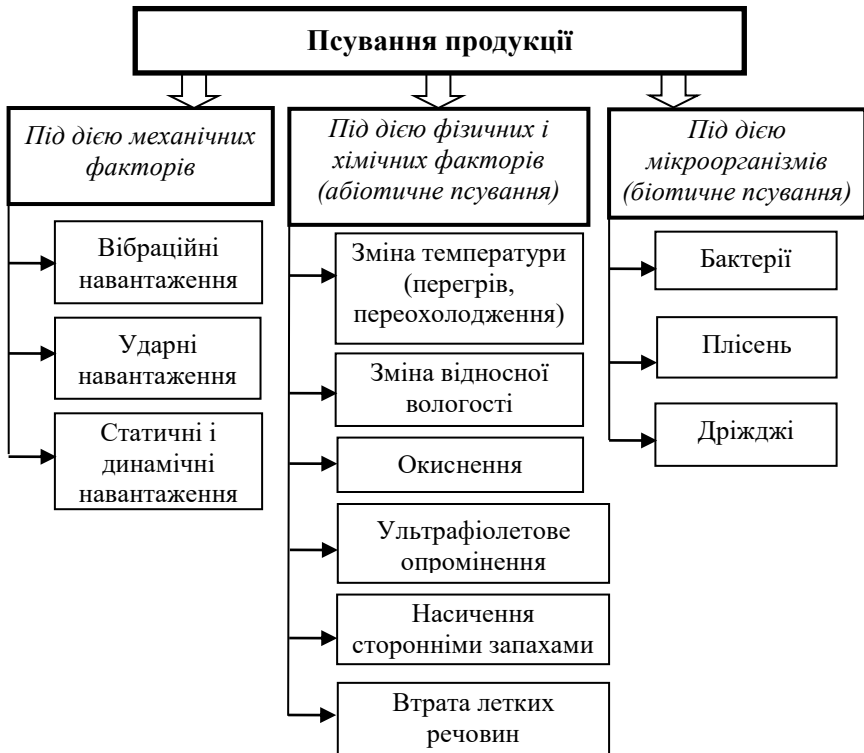 Псування продукції
Під дією механічних
факторів
Вібраційні
навантаження
Ударні
навантаження
Статичні і
динамічні
навантаження
Під дією фізичних і
хімічних факторів
(абіотичне псування)
Зміна температури
(перегрів,
переохолодження)
Зміна відносної
вологості
Окиснення
Ультрафіолетове
опромінення
Насичення
сторонніми запахами
Втрата летких
речовин
Під дією
мікроорганізмів
(біотичне псування)
Бактерії
Плісень
Дріжджі